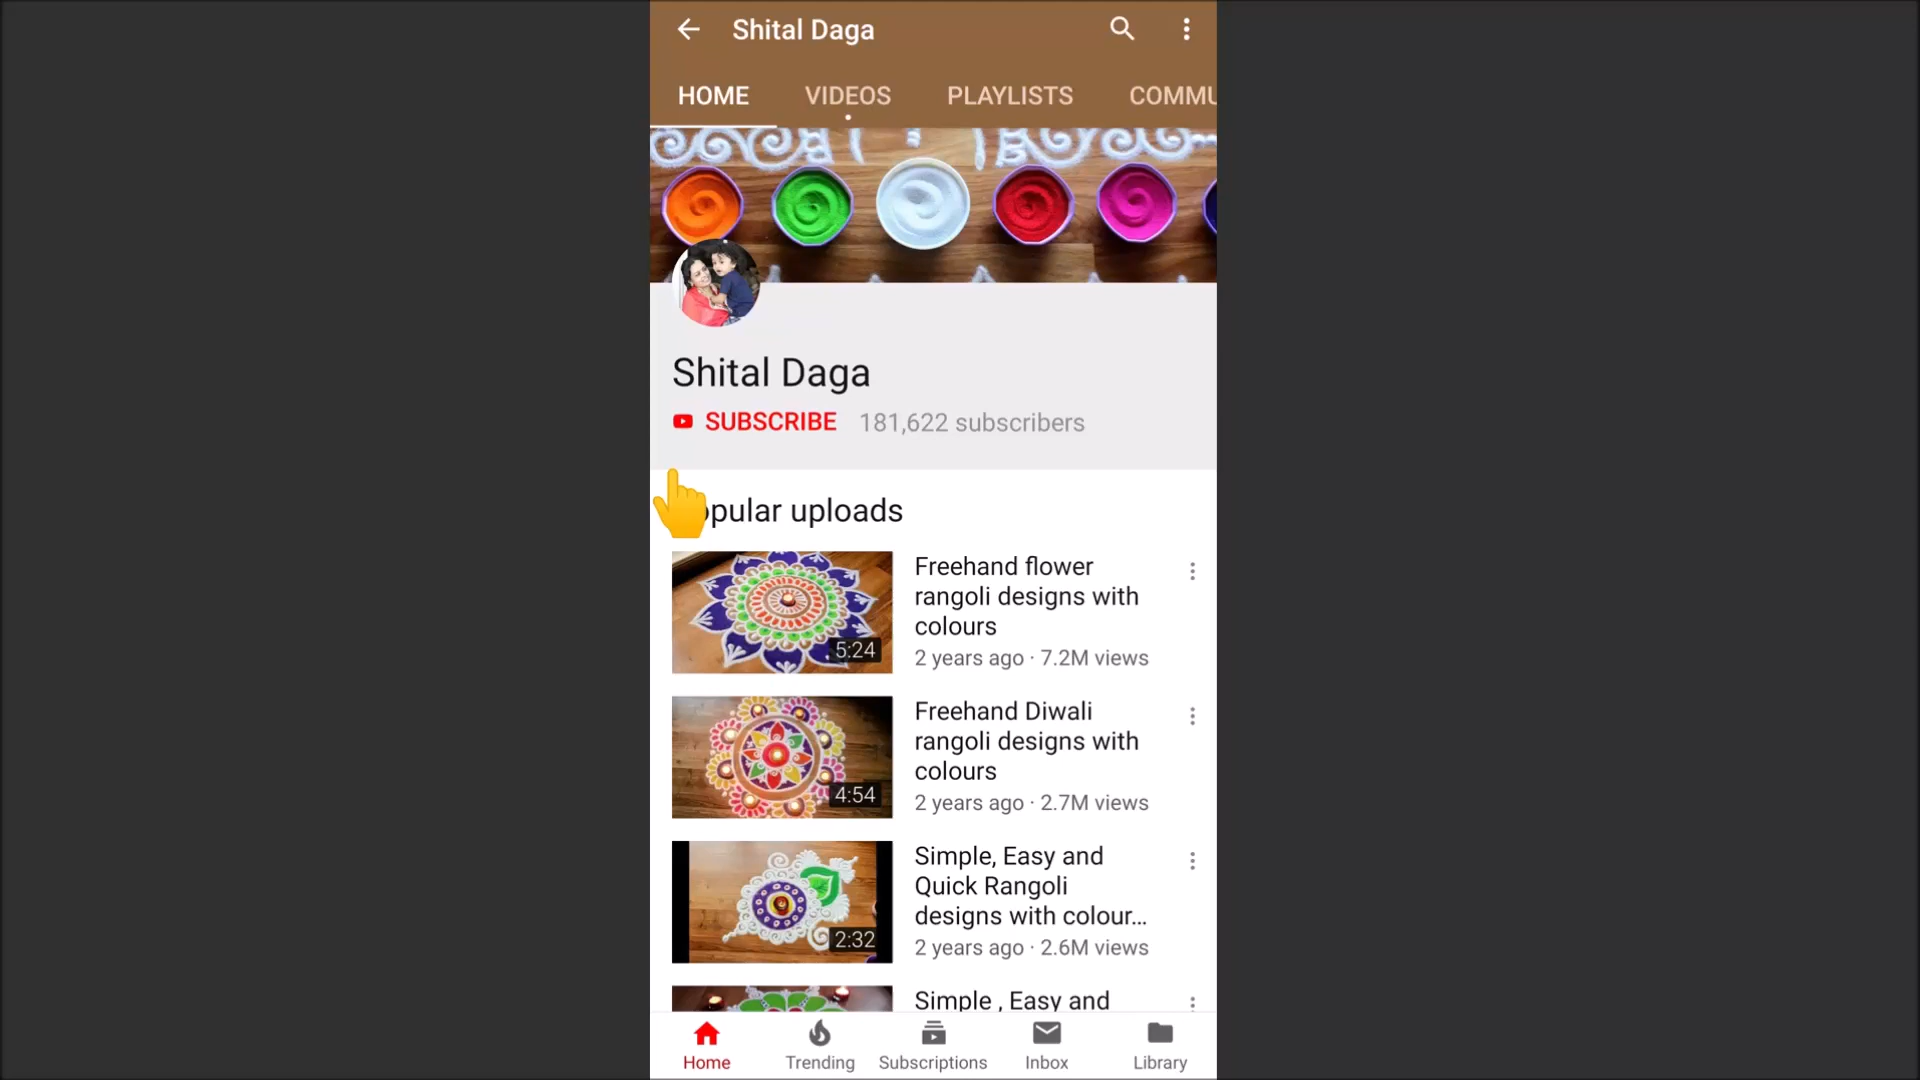 Shital Daga
HOME VIDEOS PLAYLISTS COMMU
Shital Daga
SUBSCRIBE 181,622 subscribers
opular uploads
Freehand flower
rangoli designs with
colours
5:24
2 years ago · 7.2M views
Freehand Diwali
rangoli designs with
colours
4:54
2 years ago · 2.7M views
Simple, Easy and
Quick Rangoli
designs with colour...
2:32
2 years ago · 2.6M views
Simple , Easy and
Home Trending Subscriptions Inbox Library